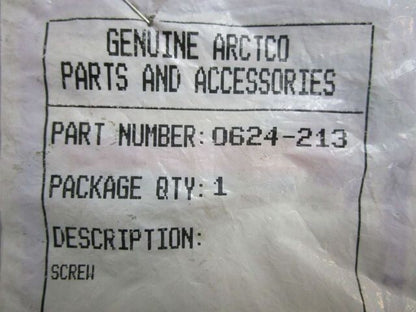 GENUINE ARCTCO
PARTS AND ACCESSORIES
PART NUMBER: 0624-213
PACKAGE QTY: 1
DESCRIPTION:
SCREW